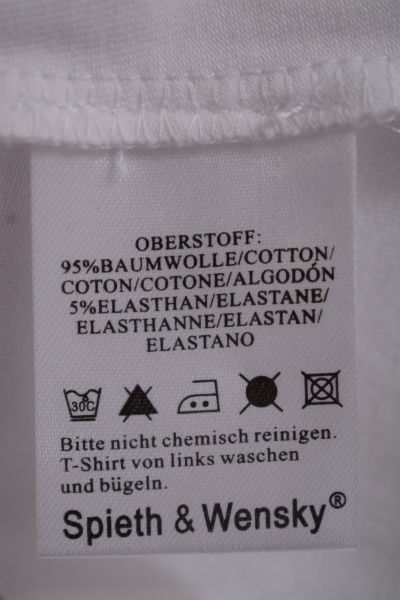 OBERSTOFF:
95%BAUMWOLLE/COTTON/
COTON/COTONE/ALGODÓN
5%ELASTHAN/ELASTANE/
ELASTHANNE/ELASTAN/
ELASTANO
30C
Bitte nicht chemisch reinigen.
T-Shirt von links waschen
und bügeln.
Spieth & Wensky®